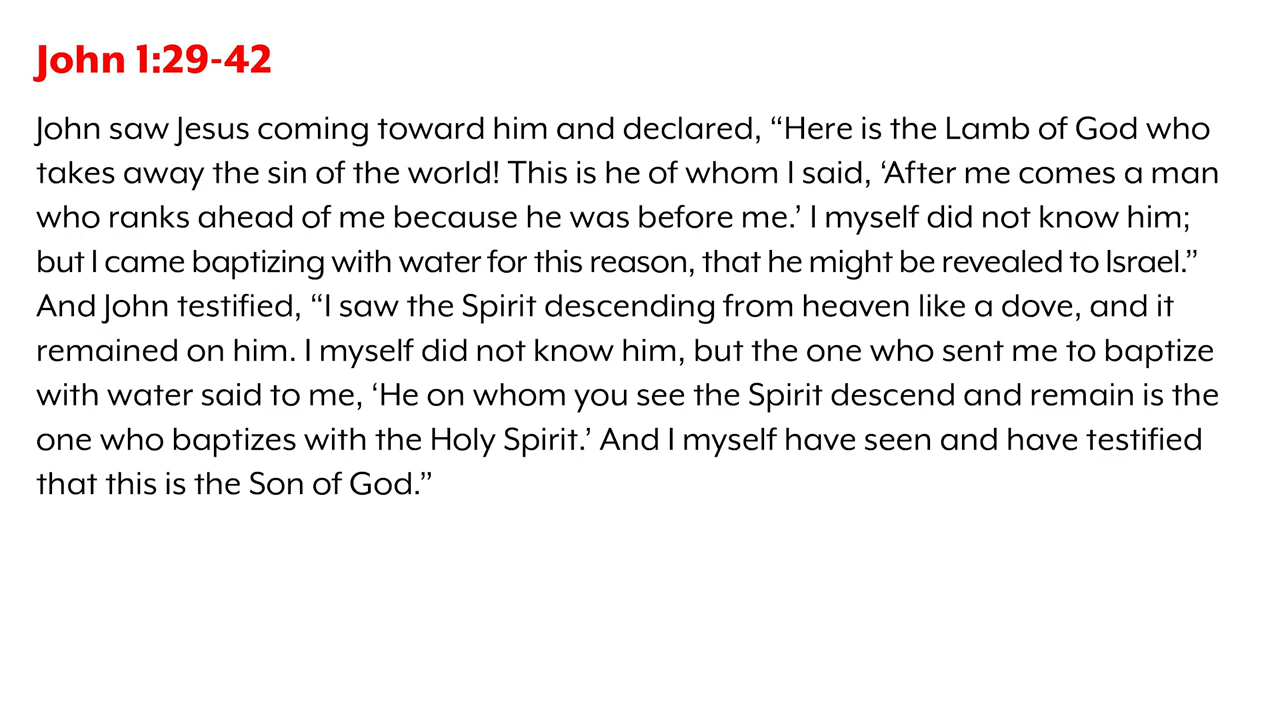 John 1:29-42
John saw Jesus coming toward him and declared, “Here is the Lamb of God who
takes away the sin of the world! This is he of whom I said, ‘After me comes a man
who ranks ahead of me because he was before me.’ I myself did not know him;
but I came baptizing with water for this reason, that he might be revealed to Israel.”
And John testified, “I saw the Spirit descending from heaven like a dove, and it
remained on him. I myself did not know him, but the one who sent me to baptize
with water said to me, ‘He on whom you see the Spirit descend and remain is the
one who baptizes with the Holy Spirit.’ And I myself have seen and have testified
that this is the Son of God.”